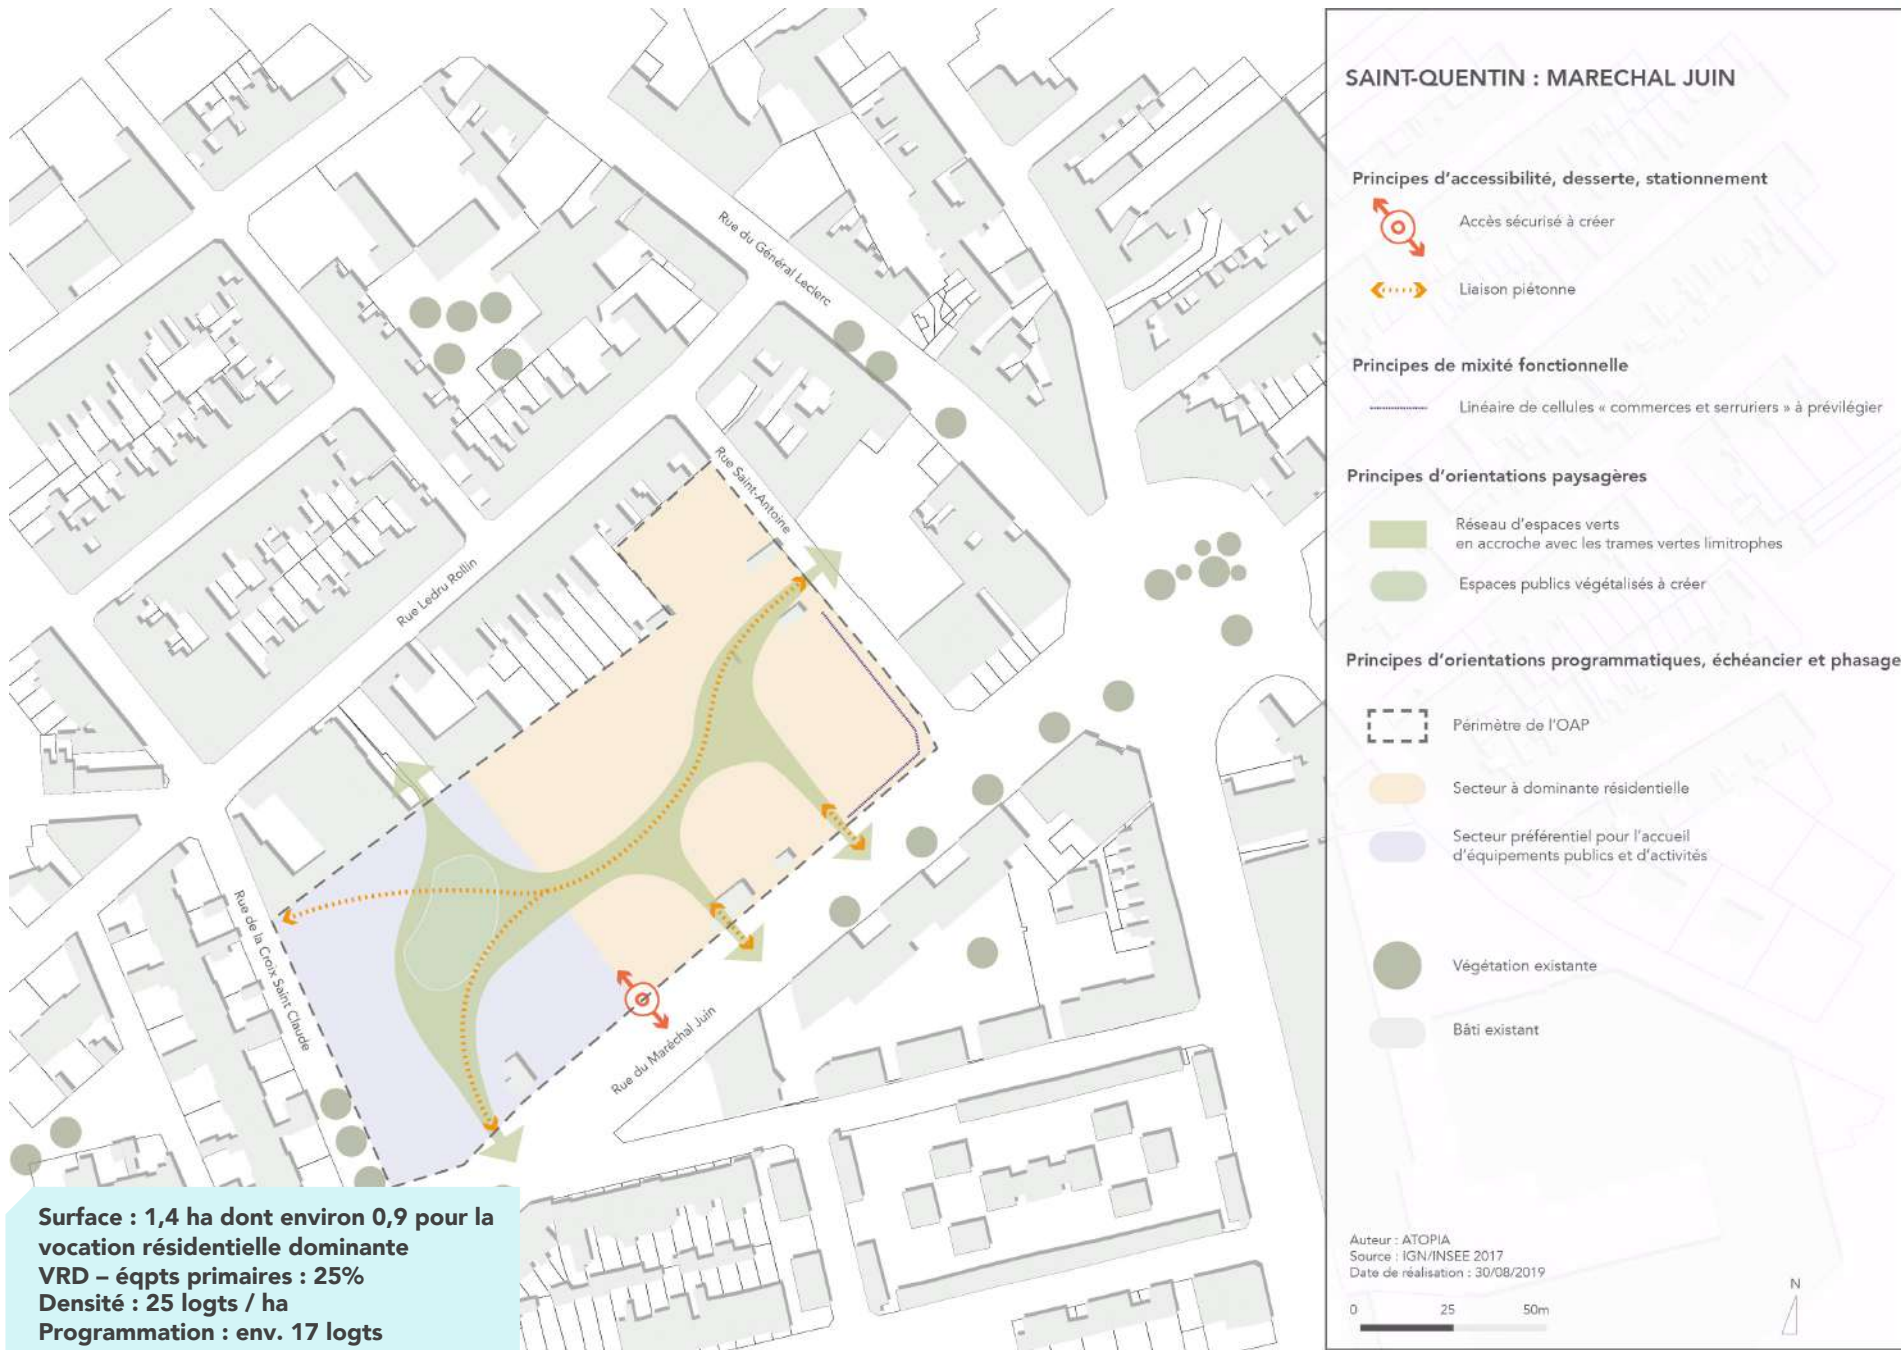 SAINT-QUENTIN : MARECHAL JUIN
Principes d'accessibilité, desserte, stationnement
Accès sécurisé à créer
Liaison piétonne
Principes de mixité fonctionnelle
Linéaire de cellules « commerces et serruriers » à prévilégier
Principes d'orientations paysagères
Réseau d'espaces verts
en accroche avec les trames vertes limitrophes
Espaces publics végétalisés à créer
Principes d'orientations programmatiques, échéancier et phasage
Périmètre de l'OAP
Secteur à dominante résidentielle
Secteur préférentiel pour l'accueil
d'équipements publics et d'activités
Végétation existante
Bâti existant
Auteur : ATOPIA
Source : IGN/INSEE 2017
Date de réalisation : 30/08/2019
0 25 50m
N
Rue du Général Leclerc
Rue Saint-Antoine
Rue Ledru Rollin
Rue de la Croix Saint Claude
Rue du Maréchal Juin
Surface : 1,4 ha dont environ 0,9 pour la
vocation résidentielle dominante
VRD – éqpts primaires : 25%
Densité : 25 logts / ha
Programmation : env. 17 logts